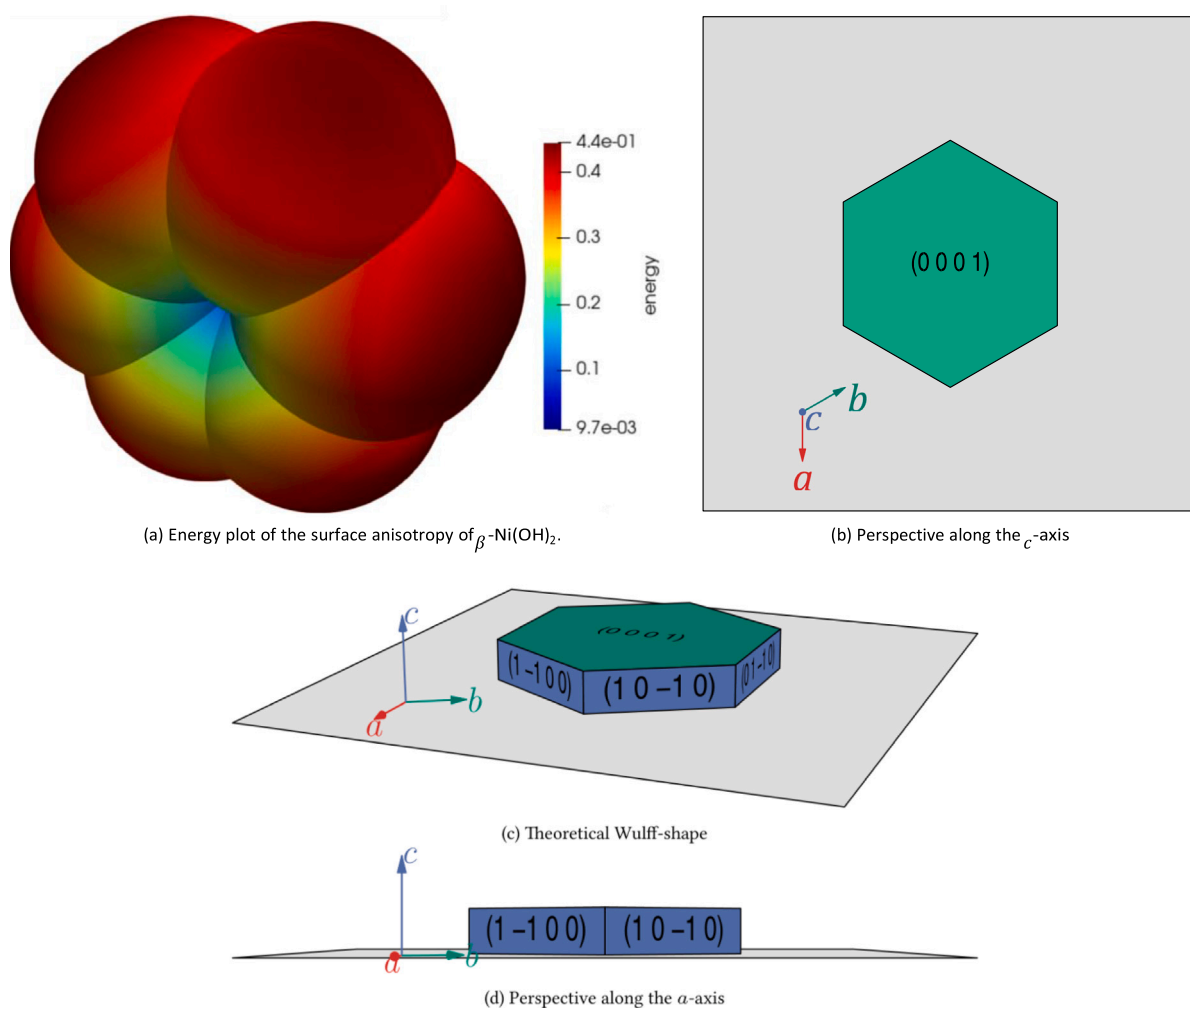 4.4e-01
0.4
0.3
0.2
0.1
9.7e-03
energy
(0 0 0 1)
b
c
a
(a) Energy plot of the surface anisotropy of β-Ni(OH)₂.
(b) Perspective along the c-axis
c
b
a
(0 0 0 1)
(1 −1 0 0)
(1 0 −1 0)
(0 1 −1 0)
(c) Theoretical Wulff-shape
c
a
b
(1 −1 0 0)
(1 0 −1 0)
(d) Perspective along the a-axis